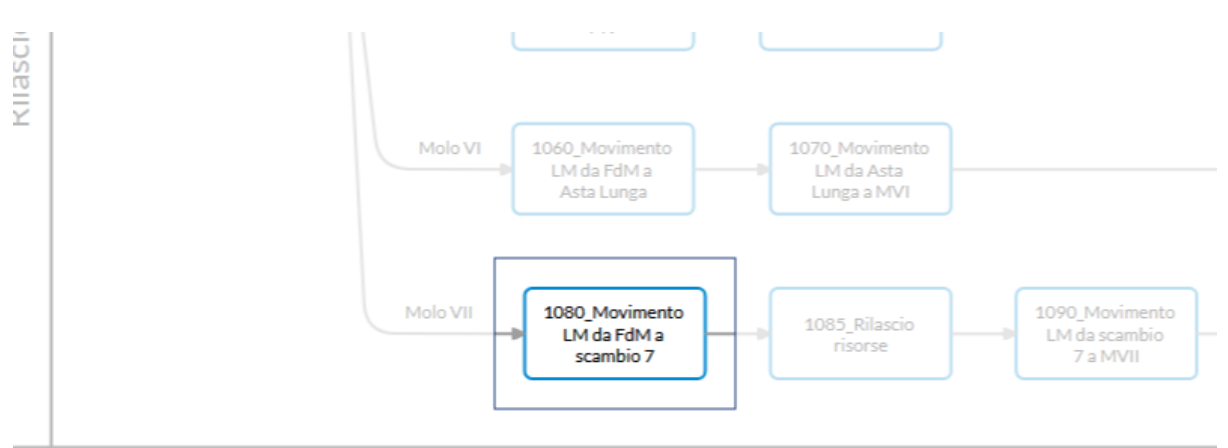 Rilascio
Molo VI
1060_Movimento
LM da FdM a
Asta Lunga
1070_Movimento
LM da Asta
Lunga a MVI
Molo VII
1080_Movimento
LM da FdM a
scambio 7
1085_Rilascio
risorse
1090_Movimento
LM da scambio
7 a MVII